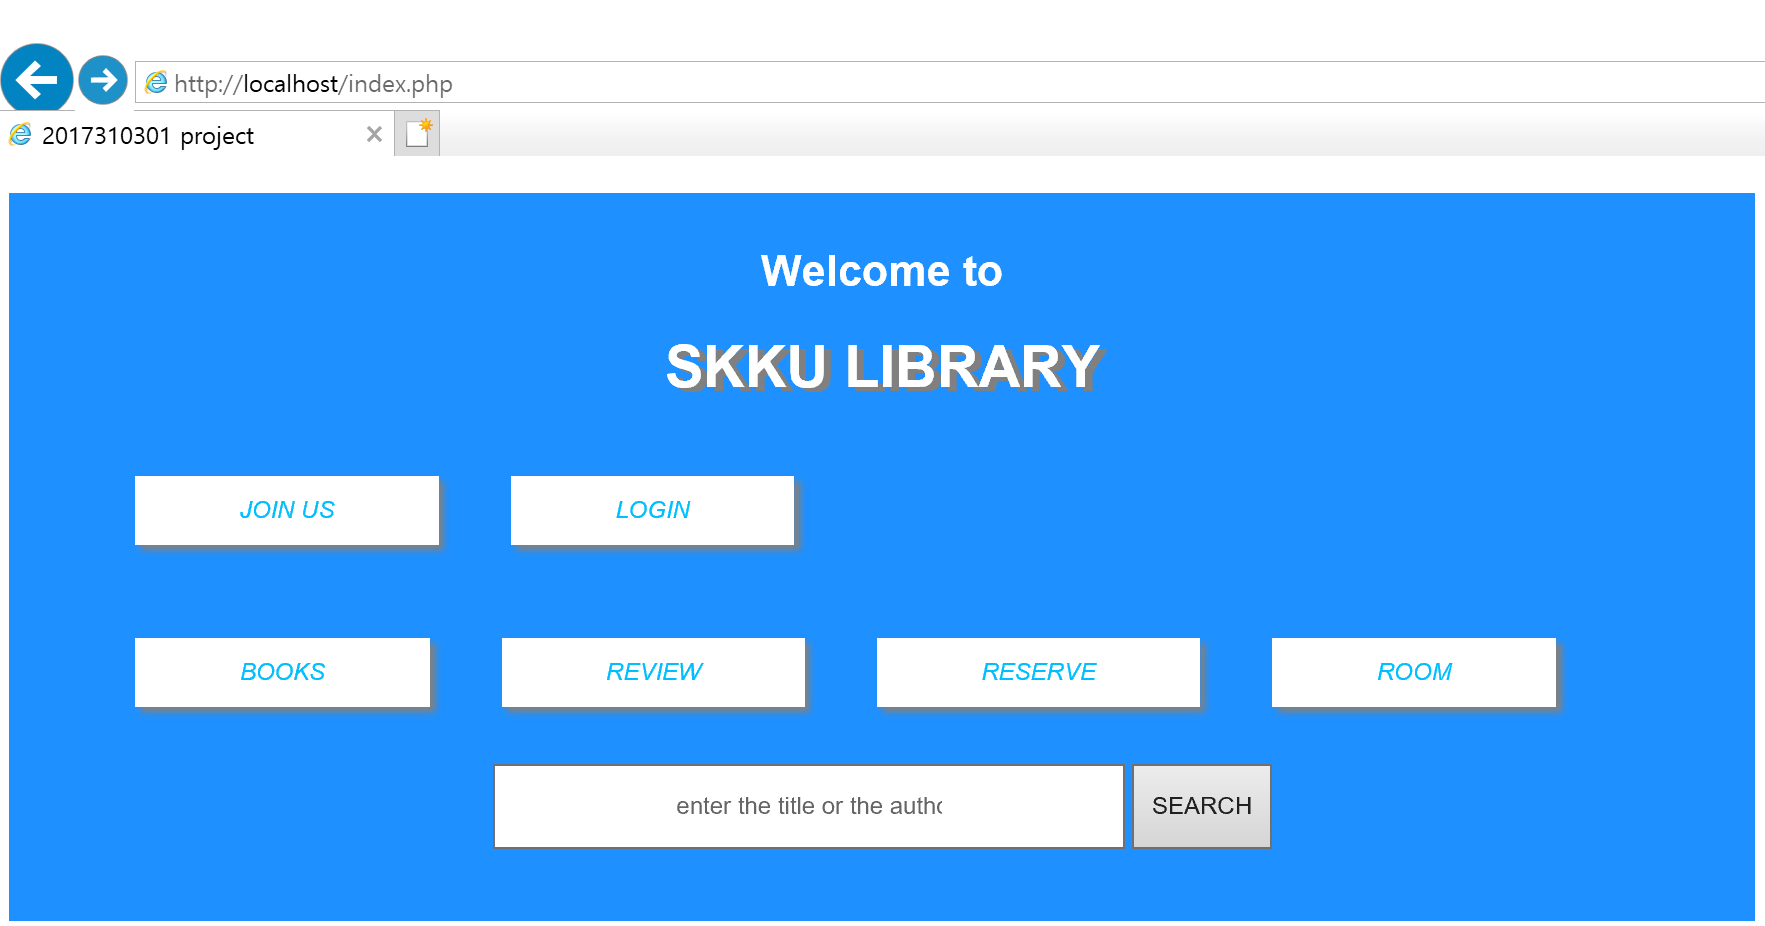 http://localhost/index.php
2017310301 project
Welcome to
SKKU LIBRARY
JOIN US LOGIN
BOOKS REVIEW RESERVE ROOM
enter the title or the autho SEARCH